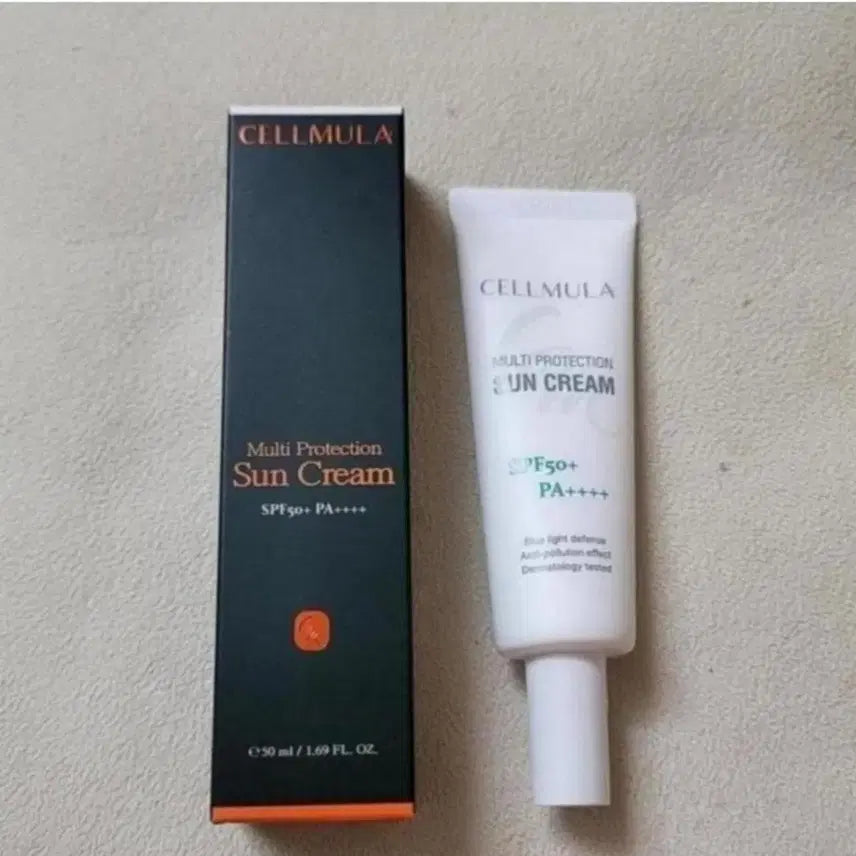 CELLMULA
Multi Protection
Sun Cream
SPF50+ PA++++
℮50 ml / 1.69 FL. OZ.
CELLMULA
MULTI PROTECTION
SUN CREAM
SPF50+
PA++++
Blue light defense
Anti-pollution effect
Dermatology tested